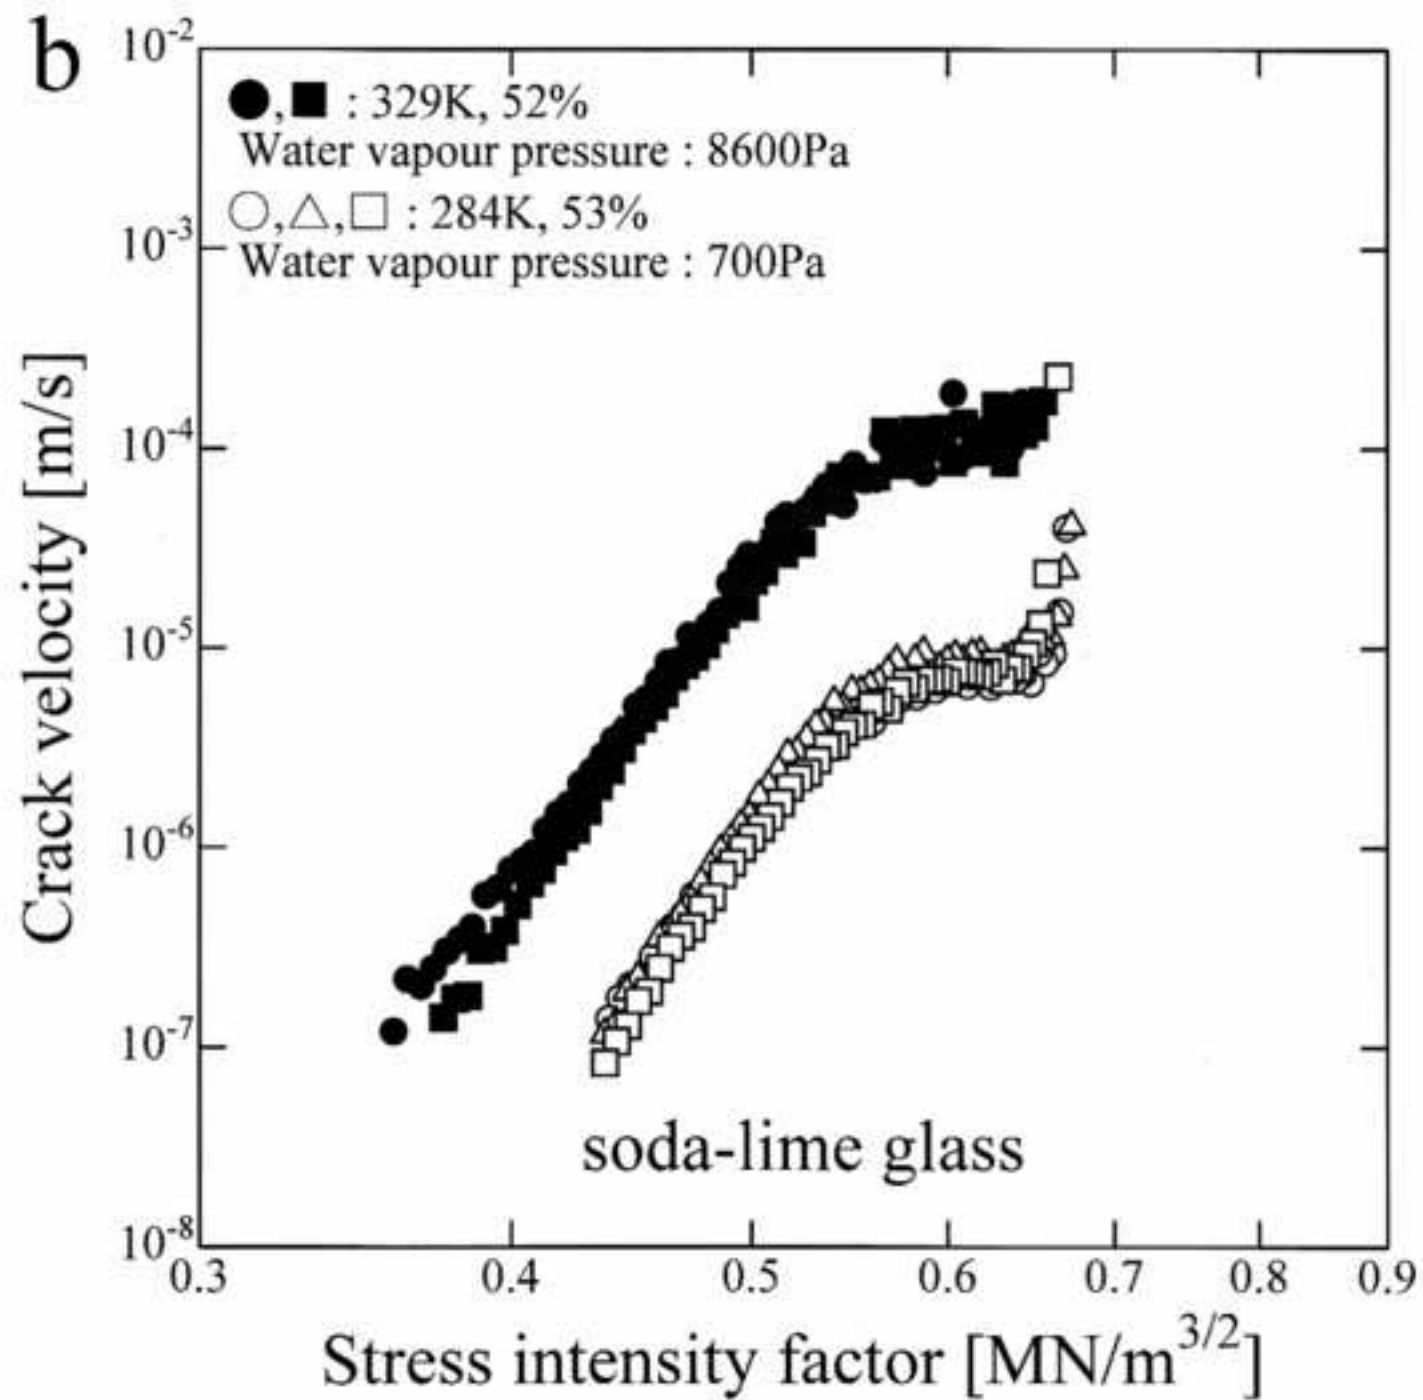 b
●,■ : 329K, 52%
Water vapour pressure : 8600Pa
○,△,□ : 284K, 53%
Water vapour pressure : 700Pa
10-2
10-3
10-4
10-5
10-6
10-7
10-8
Crack velocity [m/s]
soda-lime glass
0.3 0.4 0.5 0.6 0.7 0.8 0.9
Stress intensity factor [MN/m3/2]